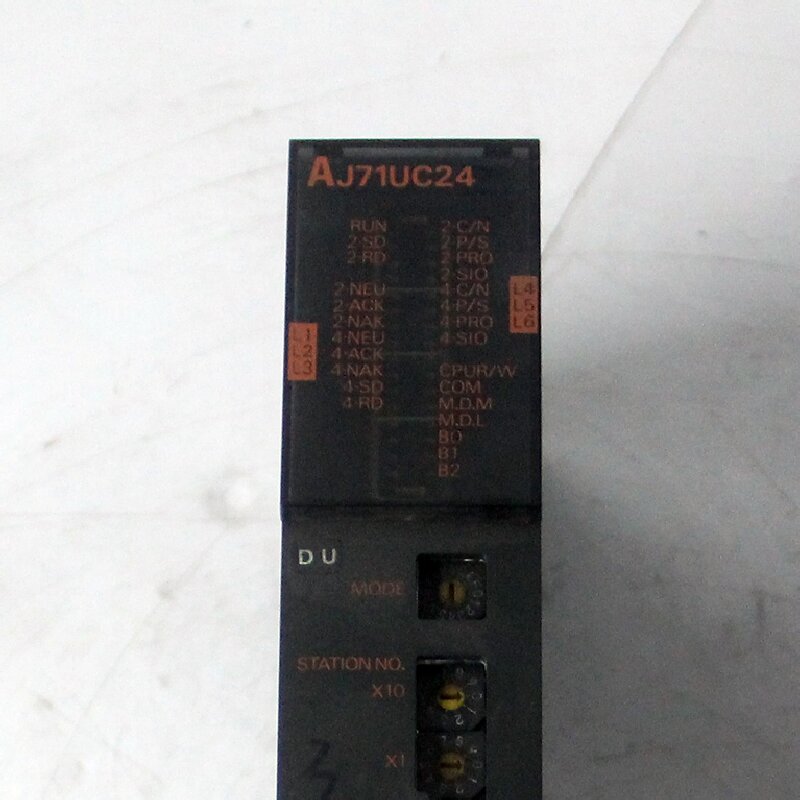 AJ71UC24
RUN 2-C/N
2-SD 2-P/S
2-RD 2-PRO
2-SIO
2-NEU 4-C/N L4
2-ACK 4-P/S L5
2-NAK 4-PRO L6
L1 4-NEU 4-SIO
L2 4-ACK
L3 4-NAK CPUR/W
4-SD COM
4-RD M.D.M
M.D.L
B0
B1
B2
DU
MODE
STATION NO.
X10
X1